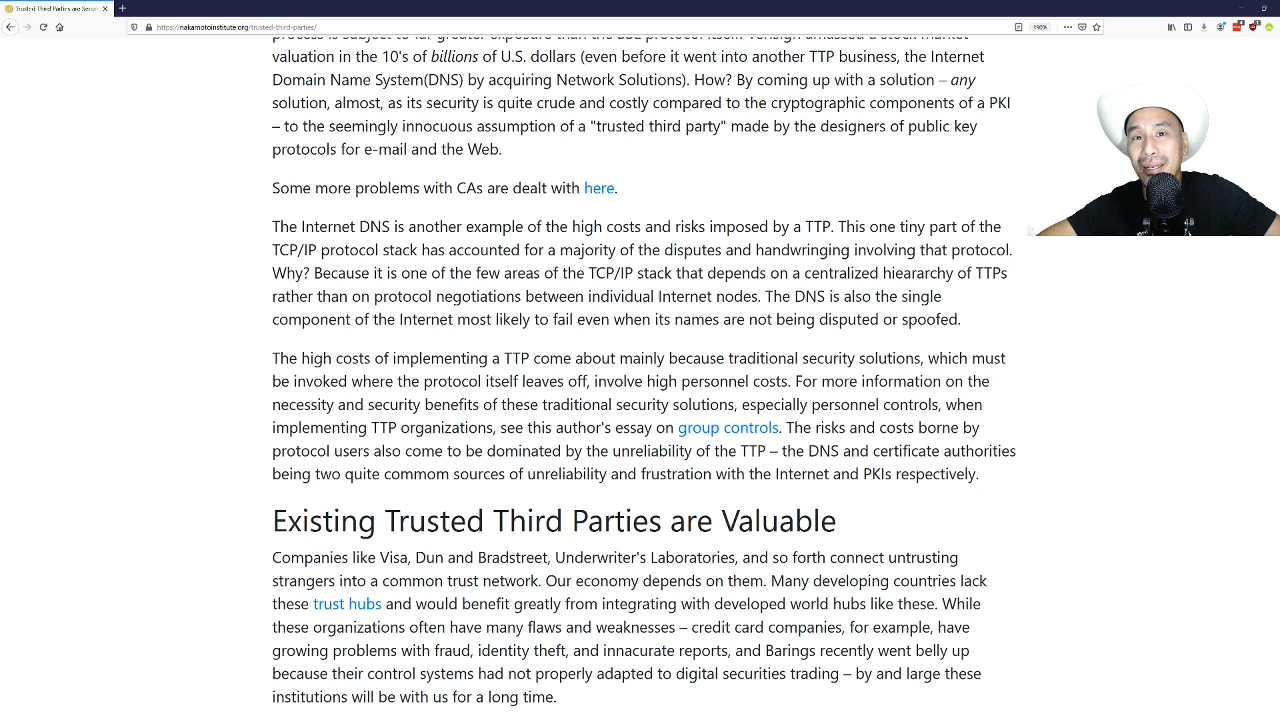 Trusted Third Parties are Securi
https://nakamotoinstitute.org/trusted-third-parties/
190%
process is subject to far greater exposure than the SSL protocol itself. Verisign amassed a stock market
valuation in the 10's of billions of U.S. dollars (even before it went into another TTP business, the Internet
Domain Name System(DNS) by acquiring Network Solutions). How? By coming up with a solution – any
solution, almost, as its security is quite crude and costly compared to the cryptographic components of a PKI
– to the seemingly innocuous assumption of a "trusted third party" made by the designers of public key
protocols for e-mail and the Web.
Some more problems with CAs are dealt with here.
The Internet DNS is another example of the high costs and risks imposed by a TTP. This one tiny part of the
TCP/IP protocol stack has accounted for a majority of the disputes and handwringing involving that protocol.
Why? Because it is one of the few areas of the TCP/IP stack that depends on a centralized hieararchy of TTPs
rather than on protocol negotiations between individual Internet nodes. The DNS is also the single
component of the Internet most likely to fail even when its names are not being disputed or spoofed.
The high costs of implementing a TTP come about mainly because traditional security solutions, which must
be invoked where the protocol itself leaves off, involve high personnel costs. For more information on the
necessity and security benefits of these traditional security solutions, especially personnel controls, when
implementing TTP organizations, see this author's essay on group controls. The risks and costs borne by
protocol users also come to be dominated by the unreliability of the TTP – the DNS and certificate authorities
being two quite commom sources of unreliability and frustration with the Internet and PKIs respectively.
Existing Trusted Third Parties are Valuable
Companies like Visa, Dun and Bradstreet, Underwriter's Laboratories, and so forth connect untrusting
strangers into a common trust network. Our economy depends on them. Many developing countries lack
these trust hubs and would benefit greatly from integrating with developed world hubs like these. While
these organizations often have many flaws and weaknesses – credit card companies, for example, have
growing problems with fraud, identity theft, and innacurate reports, and Barings recently went belly up
because their control systems had not properly adapted to digital securities trading – by and large these
institutions will be with us for a long time.